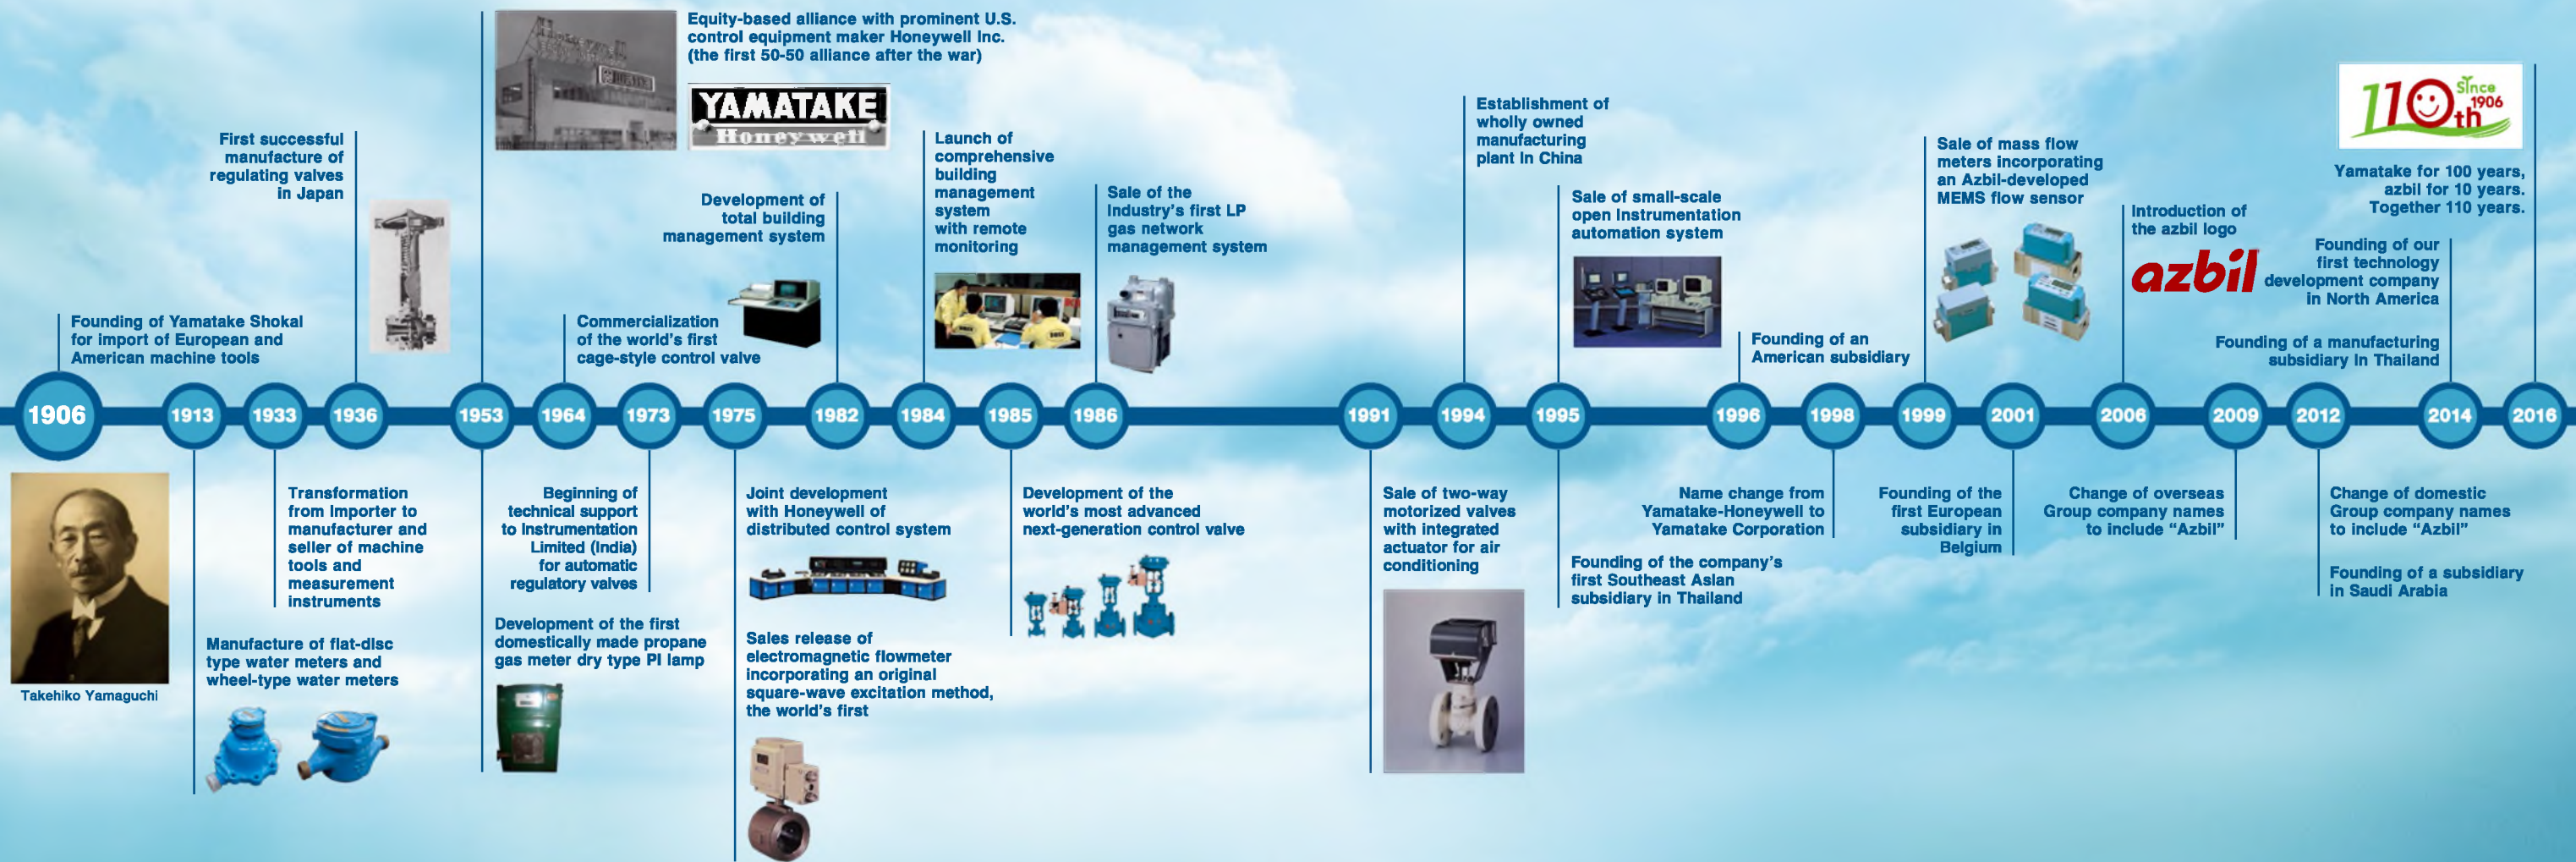 Equity-based alliance with prominent U.S.
control equipment maker Honeywell Inc.
(the first 50-50 alliance after the war)
YAMATAKE
Honeywell
First successful
manufacture of
regulating valves
in Japan
Founding of Yamatake Shokai
for import of European and
American machine tools
Commercialization
of the world's first
cage-style control valve
Development of
total building
management system
Launch of
comprehensive
building
management
system
with remote
monitoring
Sale of the
Industry's first LP
gas network
management system
Establishment of
wholly owned
manufacturing
plant In China
Sale of small-scale
open Instrumentation
automation system
Founding of an
American subsidiary
Sale of mass flow
meters incorporating
an Azbil-developed
MEMS flow sensor
Introduction of
the azbil logo
azbil
110th
Since
1906
Yamatake for 100 years,
azbil for 10 years.
Together 110 years.
Founding of our
first technology
development company
in North America
Founding of a manufacturing
subsidiary In Thailand
1906
1913
1933
1936
1953
1964
1973
1975
1982
1984
1985
1986
1991
1994
1995
1996
1998
1999
2001
2006
2009
2012
2014
2016
Takehiko Yamaguchi
Manufacture of flat-disc
type water meters and
wheel-type water meters
Transformation
from Importer to
manufacturer and
seller of machine
tools and
measurement
instruments
Development of the first
domestically made propane
gas meter dry type PI lamp
Beginning of
technical support
to Instrumentation
Limited (India)
for automatic
regulatory valves
Joint development
with Honeywell of
distributed control system
Sales release of
electromagnetic flowmeter
incorporating an original
square-wave excitation method,
the world's first
Development of the
world's most advanced
next-generation control valve
Sale of two-way
motorized valves
with integrated
actuator for air
conditioning
Founding of the company's
first Southeast Asian
subsidiary in Thailand
Name change from
Yamatake-Honeywell to
Yamatake Corporation
Founding of the
first European
subsidiary in
Belgium
Change of overseas
Group company names
to include “Azbil”
Change of domestic
Group company names
to include “Azbil”
Founding of a subsidiary
in Saudi Arabia